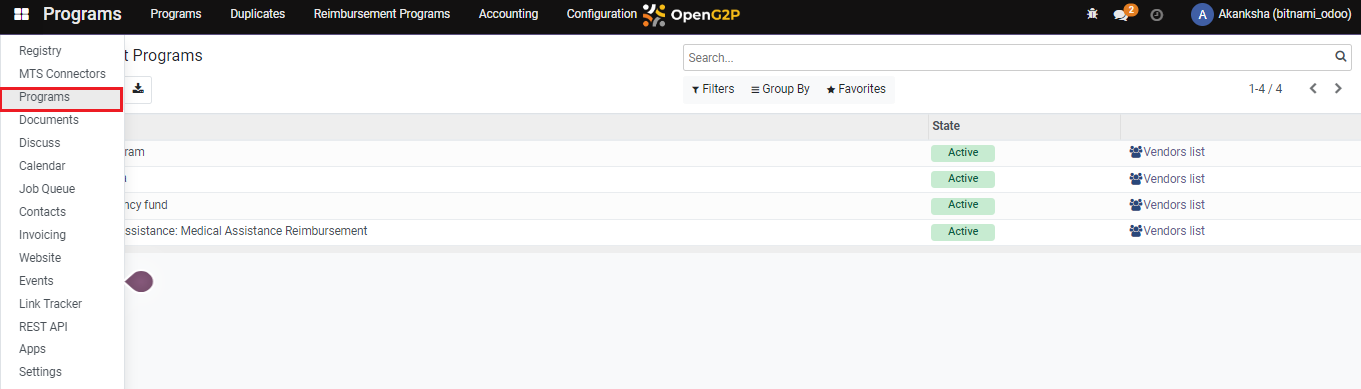 Programs Programs Duplicates Reimbursement Programs Accounting Configuration OpenG2P 2 A Akanksha (bitnami_odoo)
Registry
MTS Connectors
Programs
Documents
Discuss
Calendar
Job Queue
Contacts
Invoicing
Website
Events
Link Tracker
REST API
Apps
Settings
t Programs
Search...
Filters Group By Favorites 1-4 / 4
State
ram Active Vendors list
Active Vendors list
ncy fund Active Vendors list
ssistance: Medical Assistance Reimbursement Active Vendors list